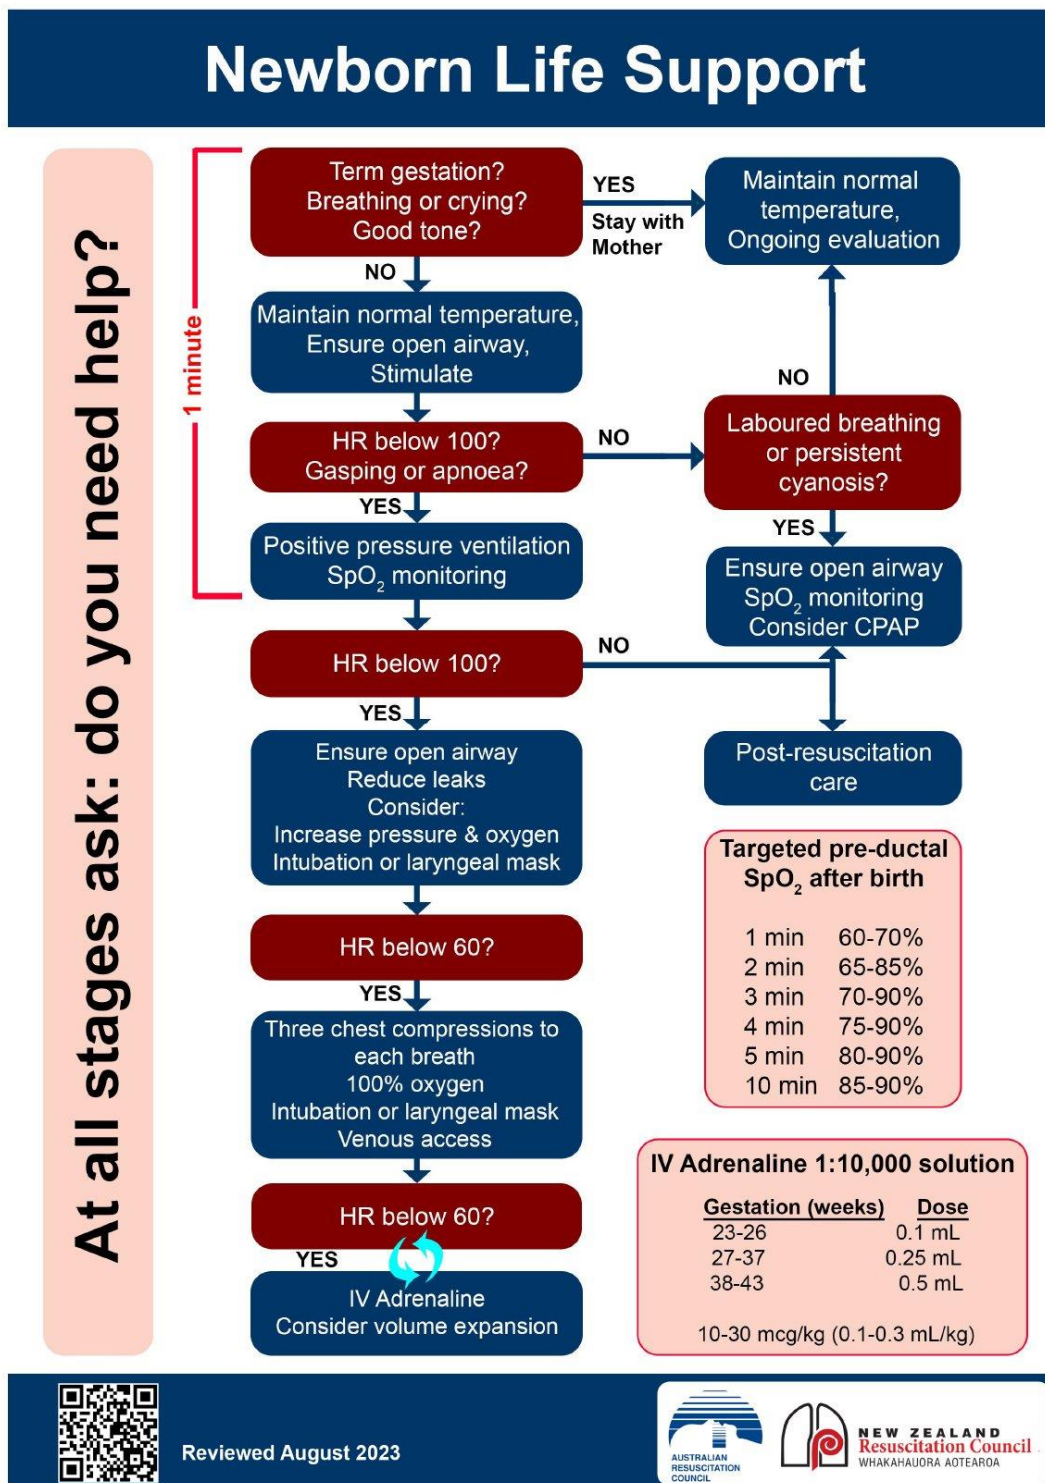 Newborn Life Support
At all stages ask: do you need help?
1 minute
Term gestation?
Breathing or crying?
Good tone?
YES
Stay with
Mother
Maintain normal
temperature,
Ongoing evaluation
NO
Maintain normal temperature,
Ensure open airway,
Stimulate
NO
HR below 100?
Gasping or apnoea?
NO
Laboured breathing
or persistent
cyanosis?
YES
YES
Positive pressure ventilation
SpO₂ monitoring
Ensure open airway
SpO₂ monitoring
Consider CPAP
HR below 100?
NO
YES
Ensure open airway
Reduce leaks
Consider:
Increase pressure & oxygen
Intubation or laryngeal mask
Post-resuscitation
care
HR below 60?
YES
Three chest compressions to
each breath
100% oxygen
Intubation or laryngeal mask
Venous access
HR below 60?
YES
IV Adrenaline
Consider volume expansion
Targeted pre-ductal
SpO₂ after birth
1 min 60-70%
2 min 65-85%
3 min 70-90%
4 min 75-90%
5 min 80-90%
10 min 85-90%
IV Adrenaline 1:10,000 solution
Gestation (weeks) Dose
23-26 0.1 mL
27-37 0.25 mL
38-43 0.5 mL
10-30 mcg/kg (0.1-0.3 mL/kg)
Reviewed August 2023
AUSTRALIAN
RESUSCITATION
COUNCIL
NEW ZEALAND
Resuscitation Council
WHAKAHAUORA AOTEAROA